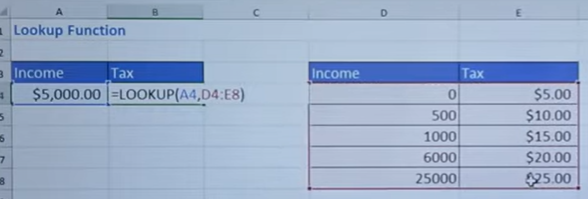 A B C D E
1 Lookup Function
2
3 Income Tax Income Tax
4 $5,000.00 =LOOKUP(A4,D4:E8) 0 $5.00
5 500 $10.00
6 1000 $15.00
7 6000 $20.00
8 25000 $25.00